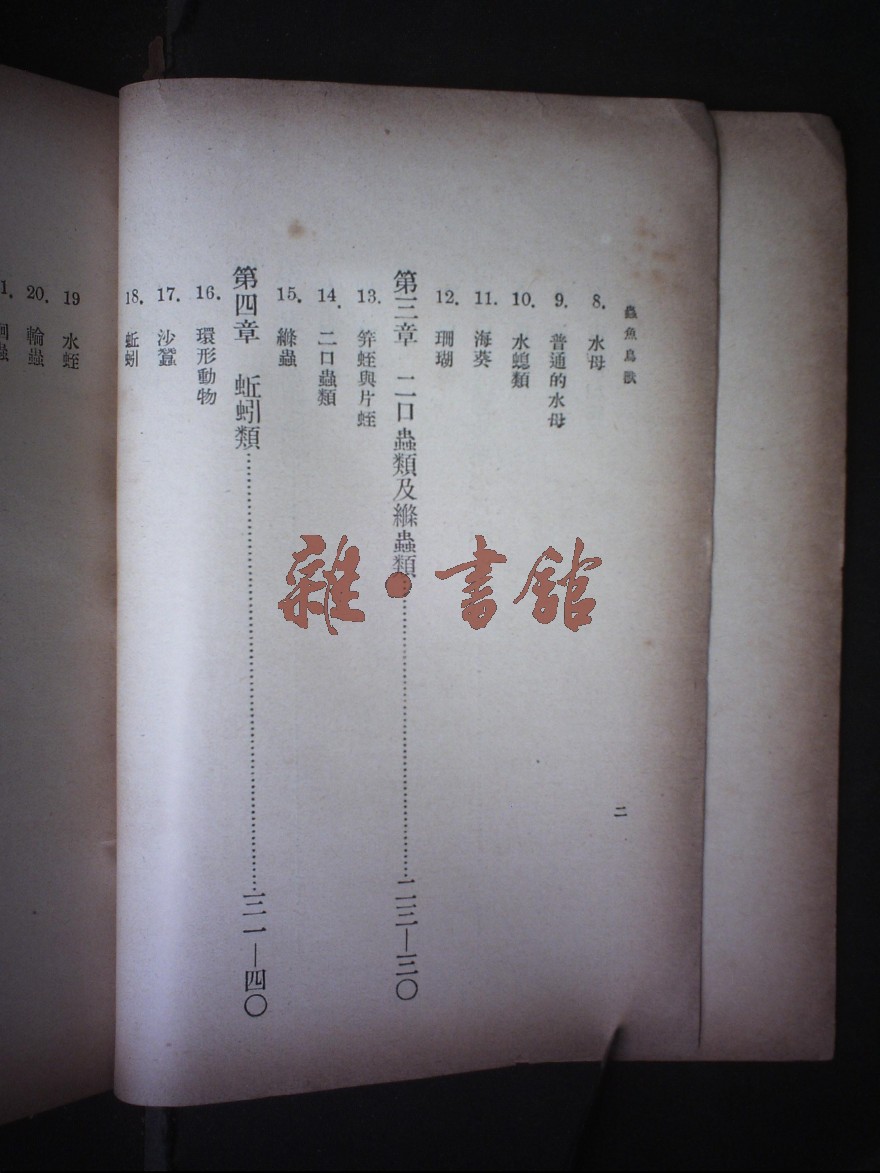 蟲魚鳥獸
二
8. 水母
9. 普通的水母
10. 水螅類
11. 海葵
12. 珊瑚
第三章 二口蟲類及絛蟲類……二三—三〇
13. 笄蛭與片蛭
14. 二口蟲類
15. 絛蟲
第四章 蚯蚓類……三一—四〇
16. 環形動物
17. 沙蠶
18. 蚯蚓
19 水蛭
20. 輪蟲
1. 蟲
雜·書館